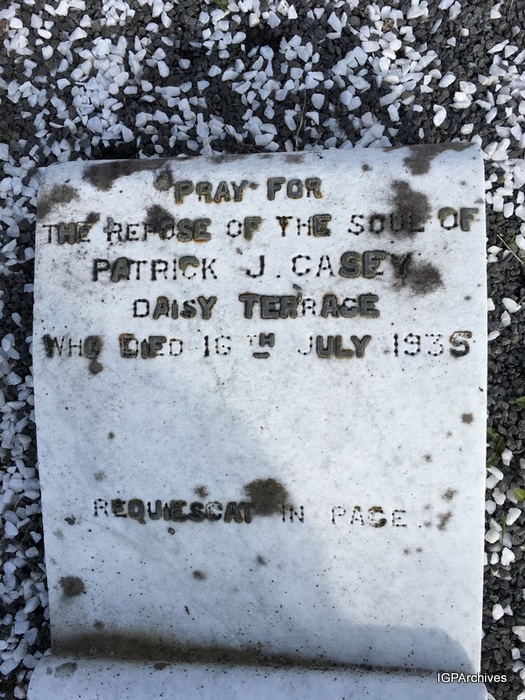 PRAY FOR
THE REPOSE OF THE SOUL OF
PATRICK J. CASEY
DAISY TERRACE
WHO DIED 16TH JULY 1935
REQUIESCAT IN PACE.
IGPArchives